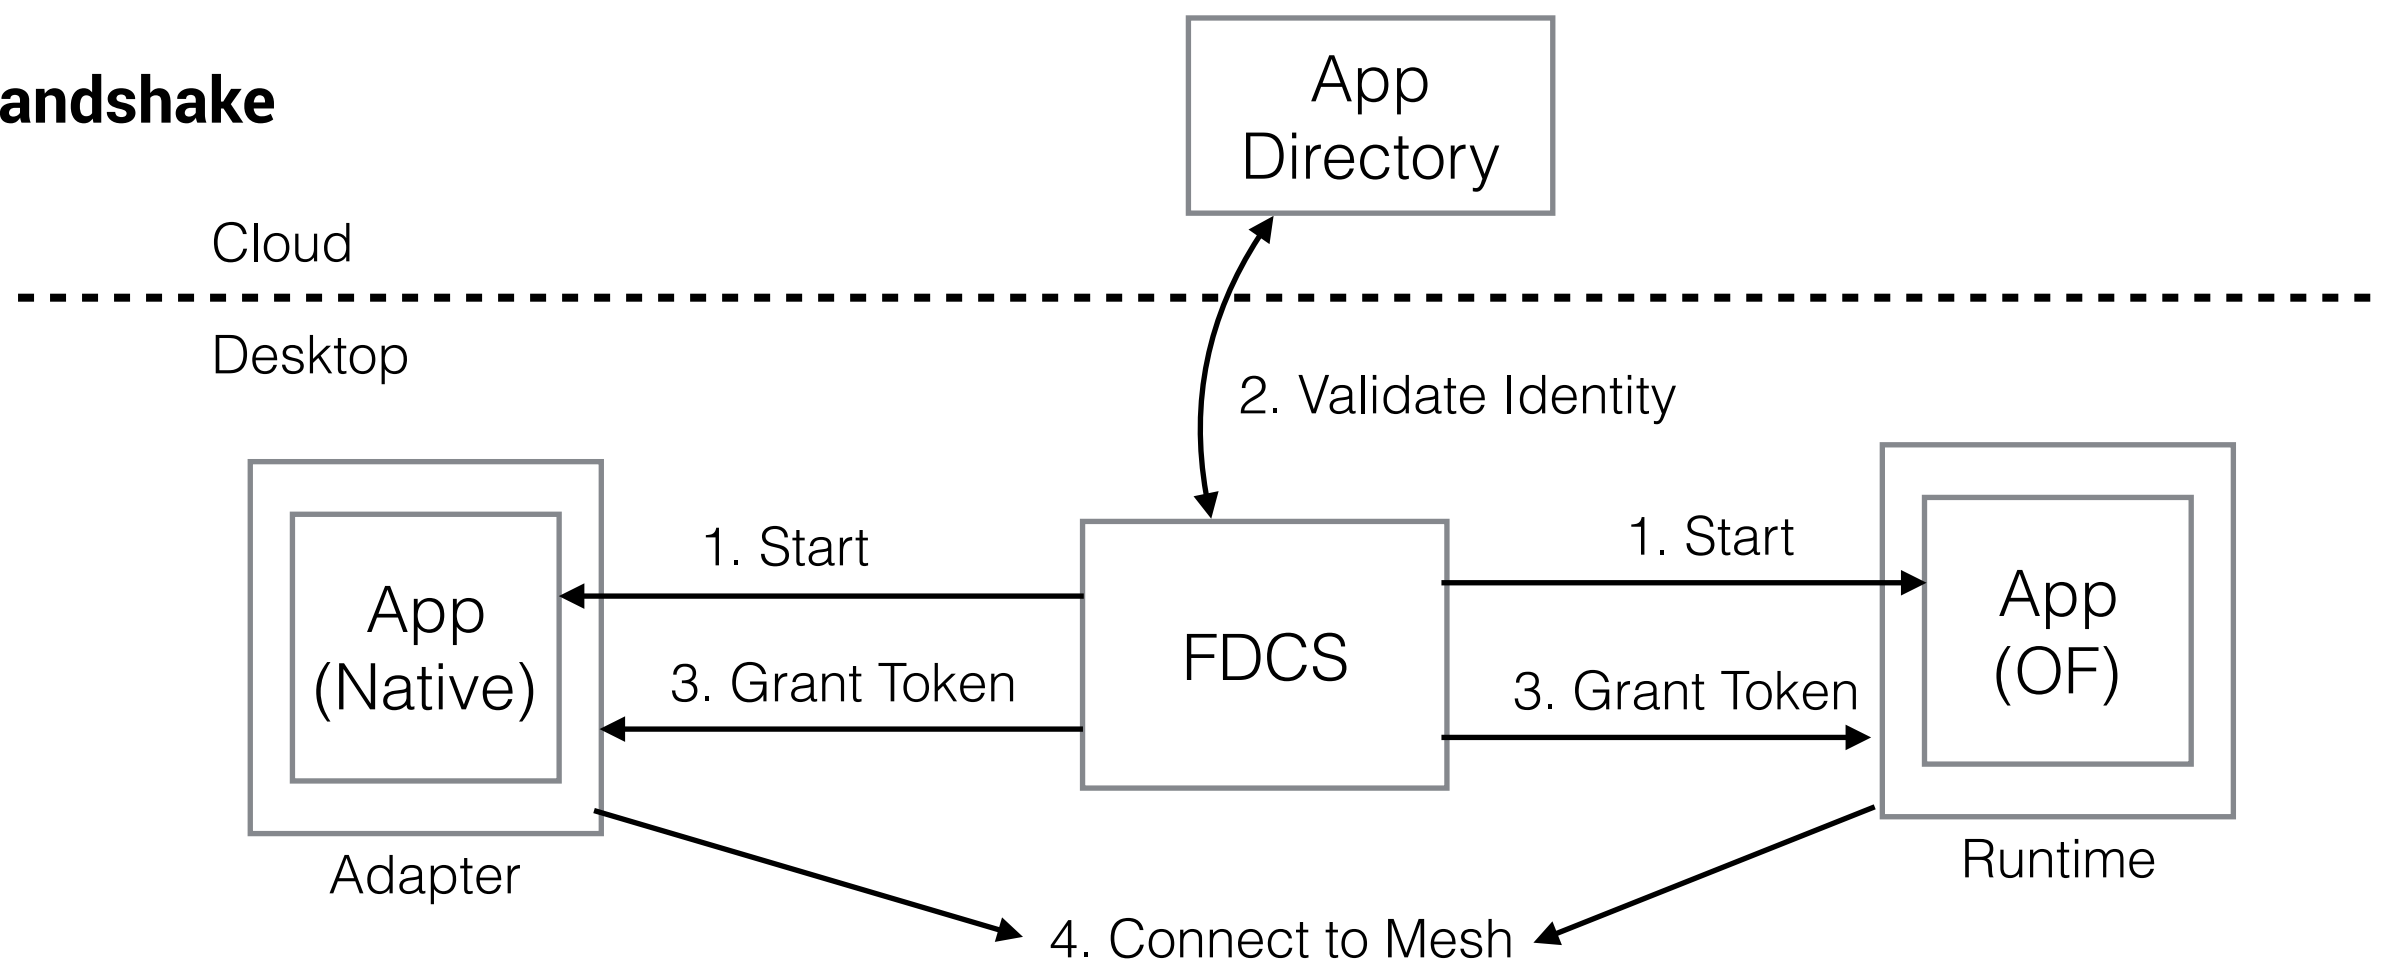 andshake
App
Directory
Cloud
Desktop
2. Validate Identity
1. Start
1. Start
App
(Native)
FDCS
App
(OF)
3. Grant Token
3. Grant Token
Adapter
Runtime
4. Connect to Mesh